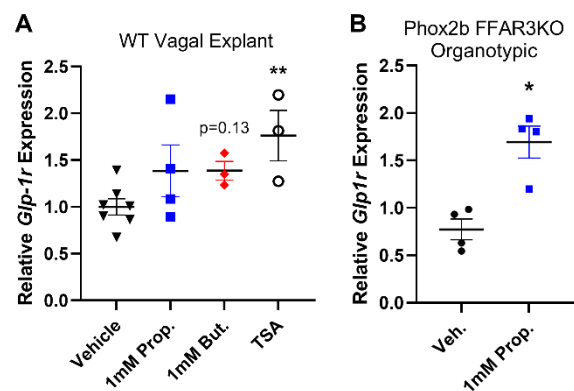 A
WT Vagal Explant
Relative Glp-1r Expression
2.5
2.0
1.5
1.0
0.5
0.0
p=0.13
**
Vehicle
1mM Prop.
1mM But.
TSA
B
Phox2b FFAR3KO
Organotypic
Relative Glp1r Expression
2.5
2.0
1.5
1.0
0.5
0.0
*
Veh.
1mM Prop.